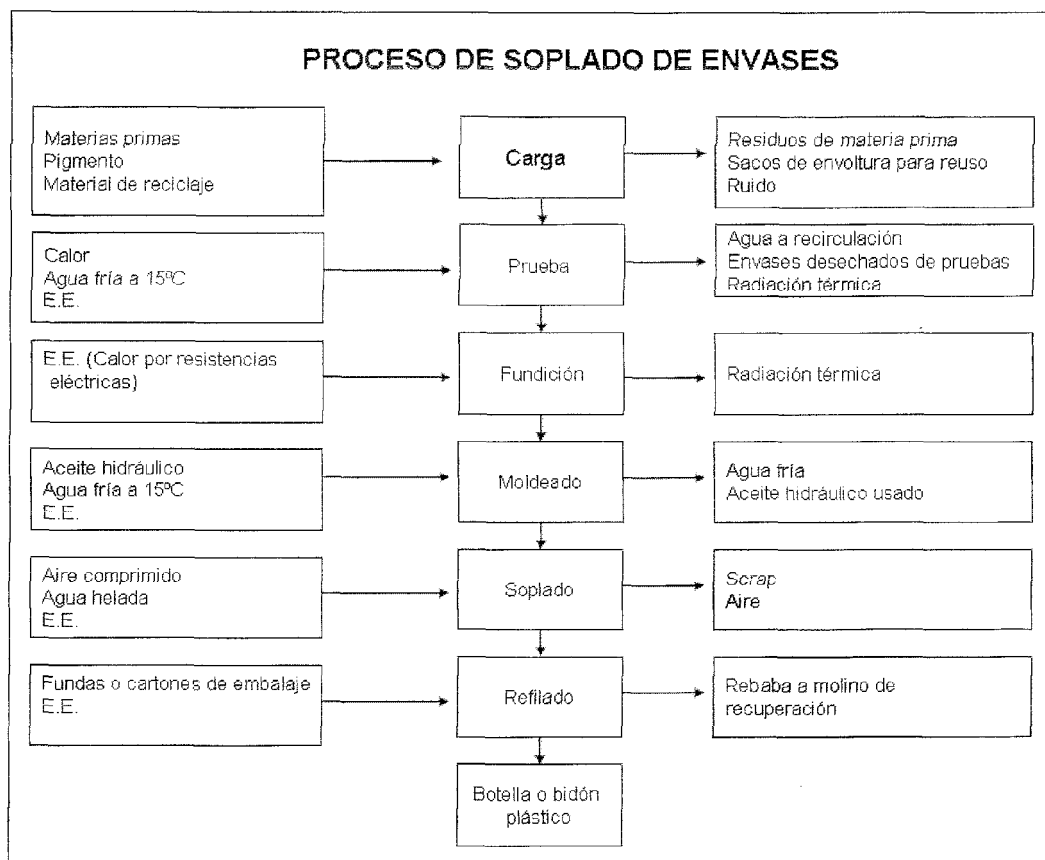 PROCESO DE SOPLADO DE ENVASES
Materias primas
Pigmento
Material de reciclaje
Carga
Residuos de materia prima
Sacos de envoltura para reuso
Ruido
Calor
Agua fría a 15ºC
E.E.
Prueba
Agua a recirculación
Envases desechados de pruebas
Radiación térmica
E.E. (Calor por resistencias
eléctricas)
Fundición
Radiación térmica
Aceite hidráulico
Agua fría a 15ºC
E.E.
Moldeado
Agua fría
Aceite hidráulico usado
Aire comprimido
Agua helada
E.E.
Soplado
Scrap
Aire
Fundas o cartones de embalaje
E.E.
Refilado
Rebaba a molino de
recuperación
Botella o bidón
plástico